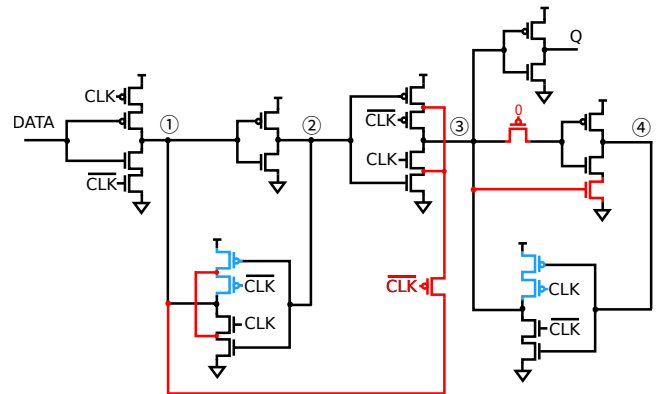 Q
CLK
① ② CLK̅ ③ 0 ④
DATA
CLK
CLK̅
CLK̅ CLK̅ CLK
CLK CLK̅